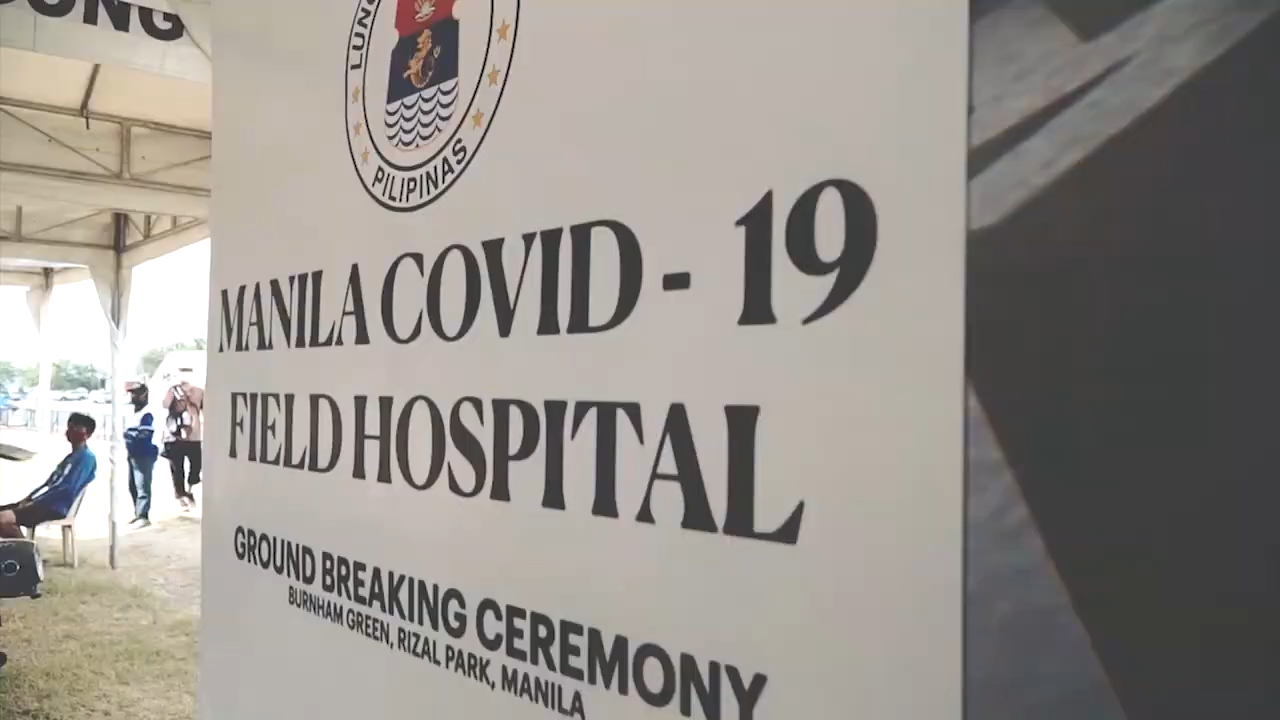 PILIPINAS
MANILA COVID - 19
FIELD HOSPITAL
GROUND BREAKING CEREMONY
BURNHAM GREEN, RIZAL PARK, MANILA